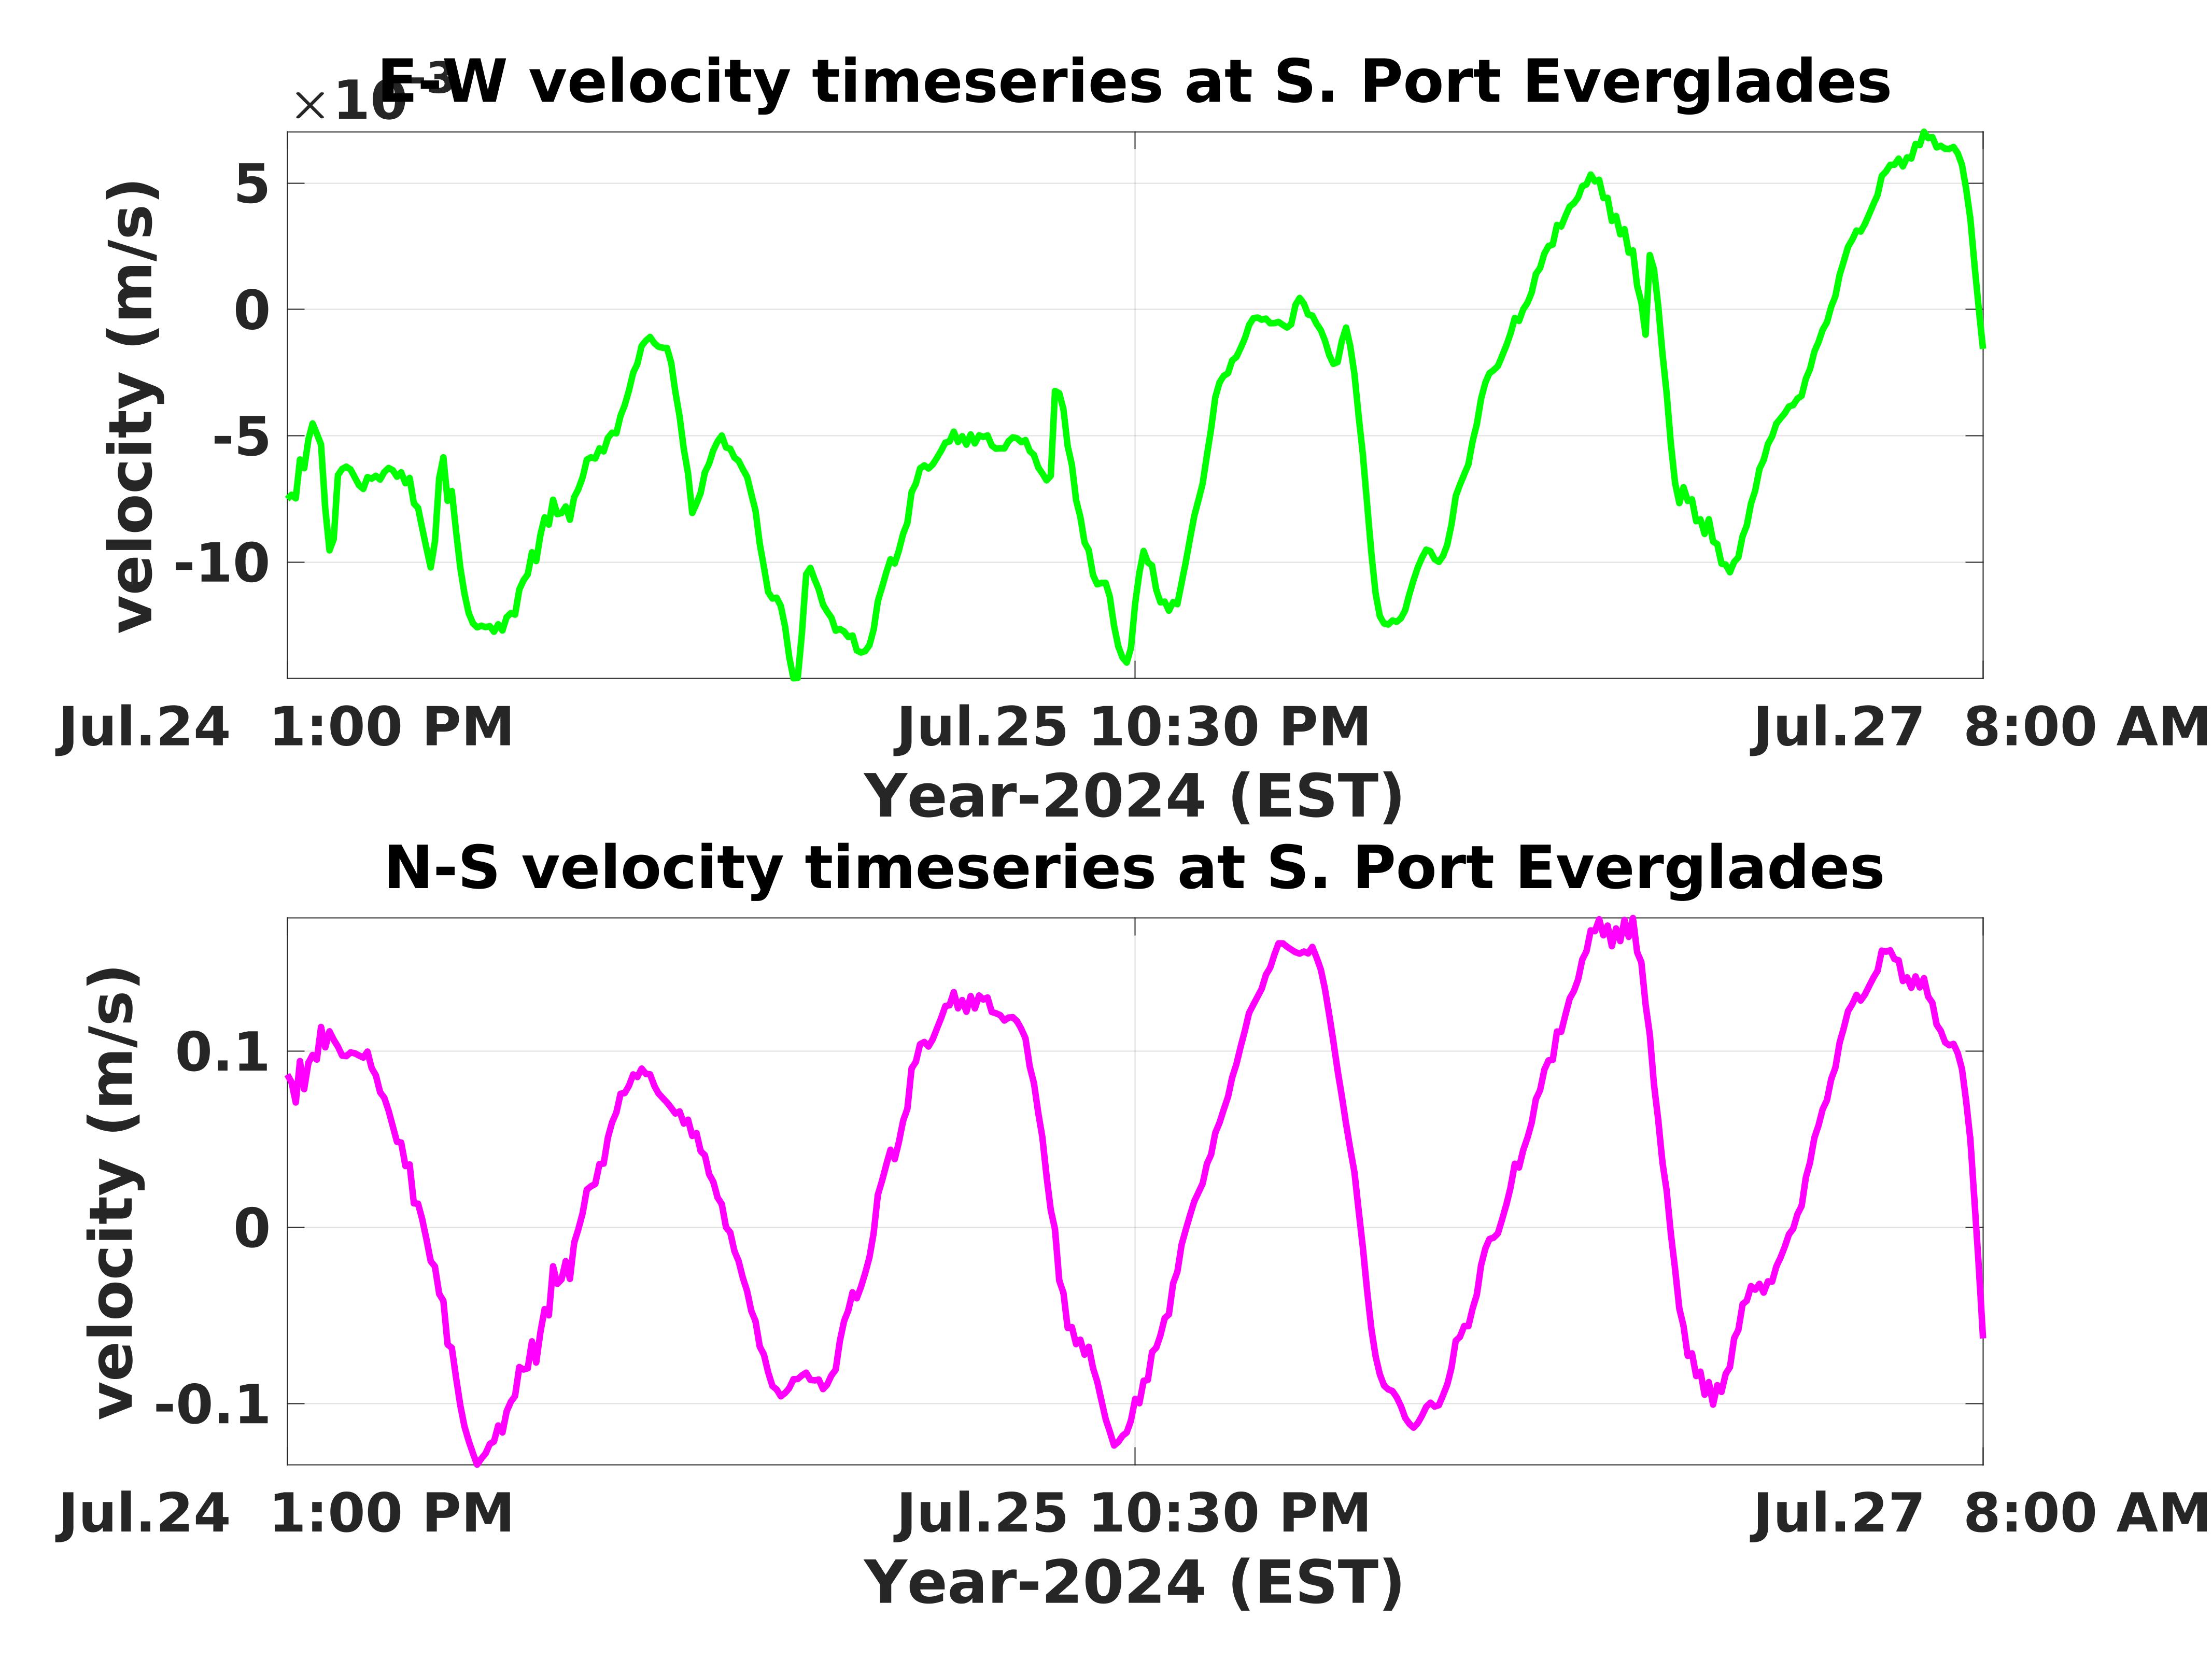 E-W velocity timeseries at S. Port Everglades
×10-3
velocity (m/s)
5
0
-5
-10
Jul.24 1:00 PM
Jul.25 10:30 PM
Jul.27 8:00 AM
Year-2024 (EST)
N-S velocity timeseries at S. Port Everglades
velocity (m/s)
0.1
0
-0.1
Jul.24 1:00 PM
Jul.25 10:30 PM
Jul.27 8:00 AM
Year-2024 (EST)